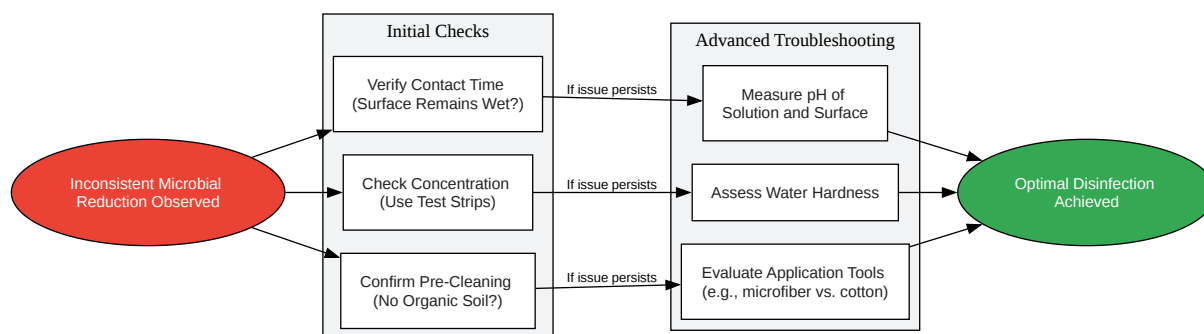 Initial Checks
Advanced Troubleshooting
Verify Contact Time
(Surface Remains Wet?)
If issue persists
Measure pH of
Solution and Surface
Inconsistent Microbial
Reduction Observed
Check Concentration
(Use Test Strips)
If issue persists
Assess Water Hardness
Optimal Disinfection
Achieved
Confirm Pre-Cleaning
(No Organic Soil?)
If issue persists
Evaluate Application Tools
(e.g., microfiber vs. cotton)